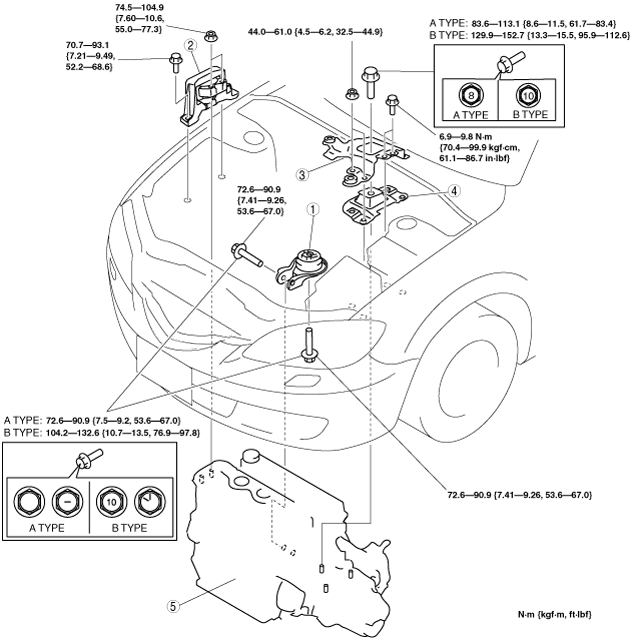 74.5—104.9
{7.60—10.6,
55.0—77.3}
②
70.7—93.1
{7.21—9.49,
52.2—68.6}
44.0—61.0 {4.5—6.2, 32.5—44.9}
A TYPE: 83.6—113.1 {8.6—11.5, 61.7—83.4}
B TYPE: 129.9—152.7 {13.3—15.5, 95.9—112.6}
8
10
A TYPE
B TYPE
6.9—9.8 N·m
{70.4—99.9 kgf·cm,
61.1—86.7 in·lbf}
③
④
72.6—90.9
{7.41—9.26,
53.6—67.0}
①
A TYPE: 72.6—90.9 {7.5—9.2, 53.6—67.0}
B TYPE: 104.2—132.6 {10.7—13.5, 76.9—97.8}
10
A TYPE
B TYPE
72.6—90.9 {7.41—9.26, 53.6—67.0}
⑤
N·m {kgf·m, ft·lbf}